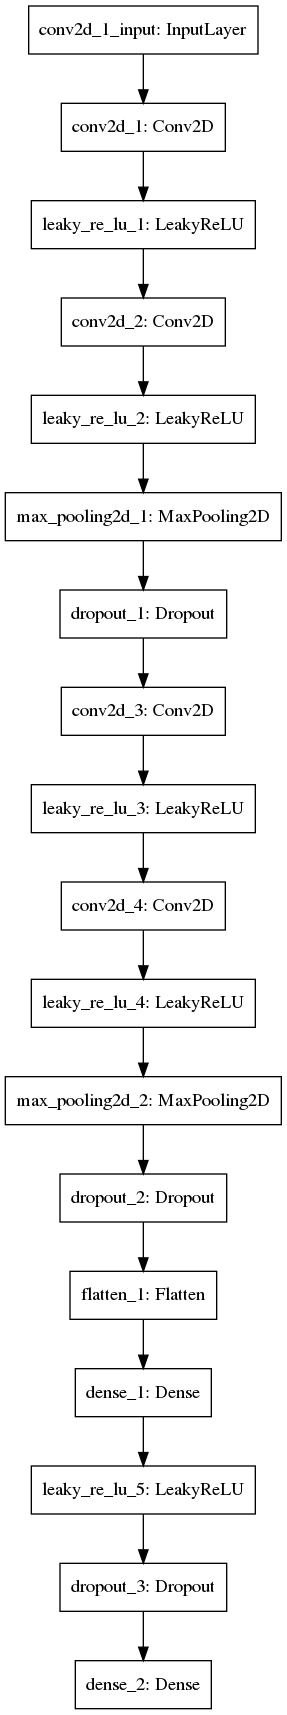 conv2d_1_input: InputLayer
conv2d_1: Conv2D
leaky_re_lu_1: LeakyReLU
conv2d_2: Conv2D
leaky_re_lu_2: LeakyReLU
max_pooling2d_1: MaxPooling2D
dropout_1: Dropout
conv2d_3: Conv2D
leaky_re_lu_3: LeakyReLU
conv2d_4: Conv2D
leaky_re_lu_4: LeakyReLU
max_pooling2d_2: MaxPooling2D
dropout_2: Dropout
flatten_1: Flatten
dense_1: Dense
leaky_re_lu_5: LeakyReLU
dropout_3: Dropout
dense_2: Dense